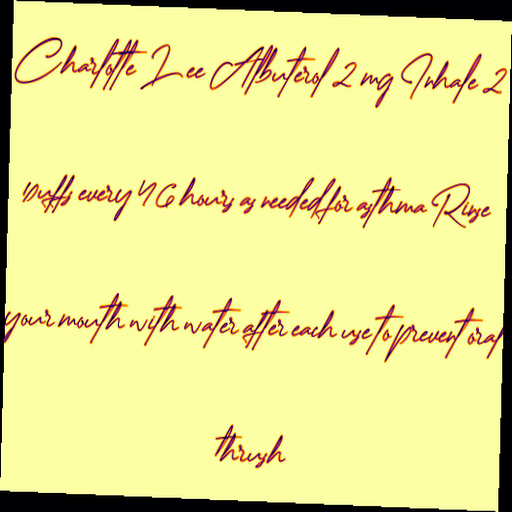 Charlotte Lee Albuterol 2 mg Inhale 2
puffs every 4 6 hours as needed for asthma Rinse
your mouth with water after each use to prevent oral
thrush